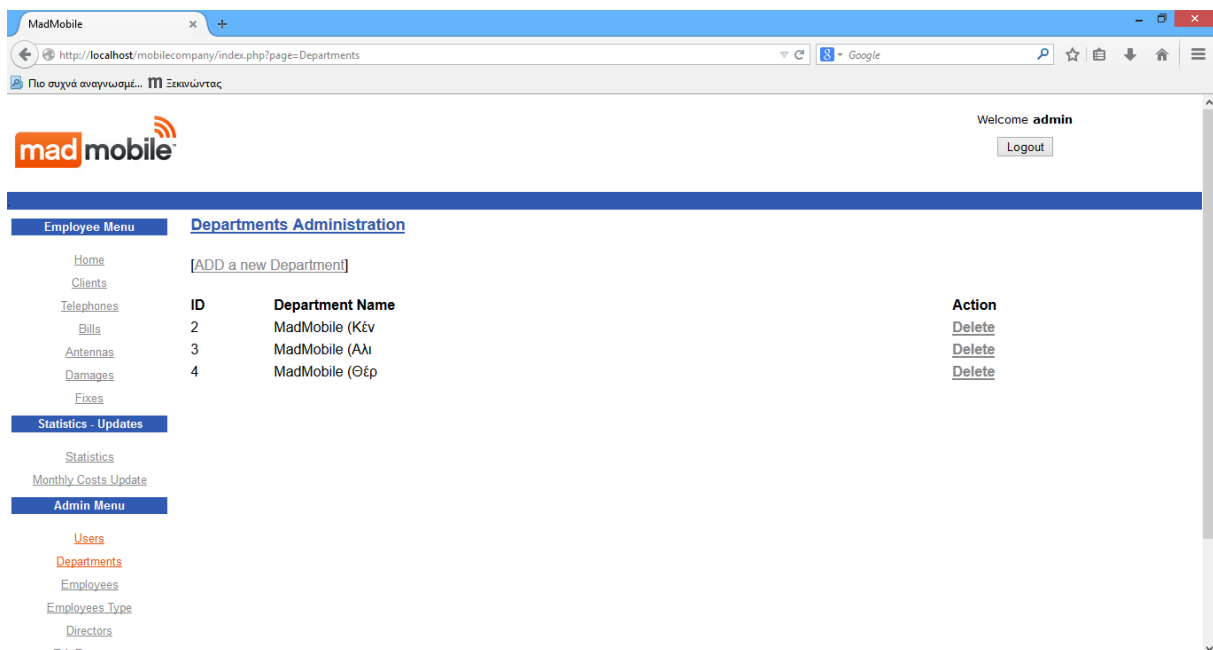 MadMobile
http://localhost/mobilecompany/index.php?page=Departments
Google
Πιο συχνά αναγνωσμέ... Ξεκινώντας
mad mobile
Welcome admin
Logout
Employee Menu
Home
Clients
Telephones
Bills
Antennas
Damages
Fixes
Statistics - Updates
Statistics
Monthly Costs Update
Admin Menu
Users
Departments
Employees
Employees Type
Directors
Departments Administration
[ADD a new Department]
ID Department Name Action
2 MadMobile (Κέν Delete
3 MadMobile (Αλι Delete
4 MadMobile (Θέρ Delete